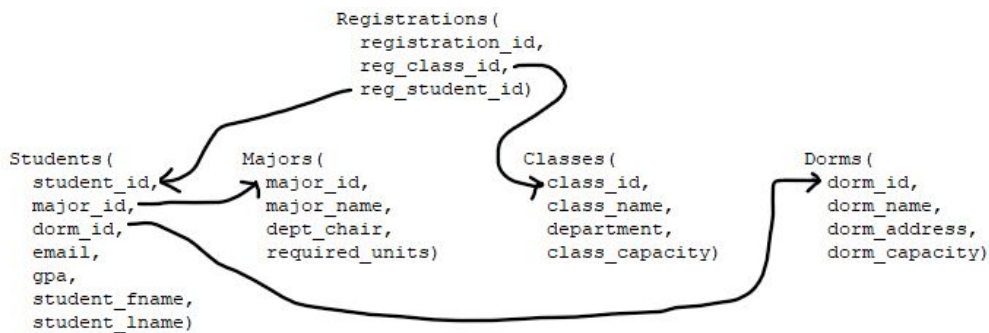 Registrations(
registration_id,
reg_class_id,
reg_student_id)
Students(
student_id,
major_id,
dorm_id,
email,
gpa,
student_fname,
student_lname)
Majors(
major_id,
major_name,
dept_chair,
required_units)
Classes(
class_id,
class_name,
department,
class_capacity)
Dorms(
dorm_id,
dorm_name,
dorm_address,
dorm_capacity)